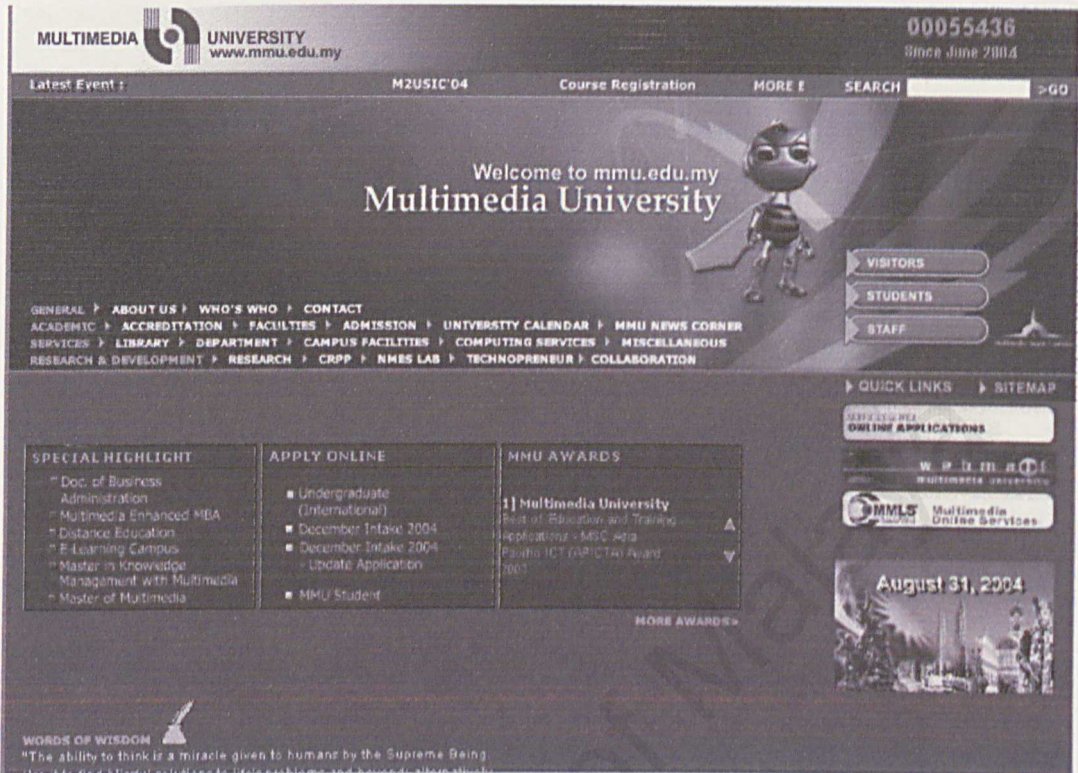 MULTIMEDIA UNIVERSITY
www.mmu.edu.my
00055436
Since June 2004
Latest Event :
M2USIC'04
Course Registration
MORE E
SEARCH
>GO
Welcome to mmu.edu.my
Multimedia University
VISITORS
STUDENTS
STAFF
GENERAL ABOUT US WHO'S WHO CONTACT
ACADEMIC ACCREDITATION FACULTIES ADMISSION UNIVERSITY CALENDAR MMU NEWS CORNER
SERVICES LIBRARY DEPARTMENT CAMPUS FACILITIES COMPUTING SERVICES MISCELLANEOUS
RESEARCH & DEVELOPMENT RESEARCH CRPP NMES LAB TECHNOPRENEUR COLLABORATION
QUICK LINKS SITEMAP
ONLINE APPLICATIONS
webmail
multimedia university
MMLS Multimedia
Online Services
August 31, 2004
SPECIAL HIGHLIGHT
Doc. of Business
Administration
Multimedia Enhanced MBA
Distance Education
E-Learning Campus
Master in Knowledge
Management with Multimedia
Master of Multimedia
APPLY ONLINE
Undergraduate
(International)
December Intake 2004
December Intake 2004
- Update Application
MMU Student
MMU AWARDS
1] Multimedia University
Best of Education and Training
Applications - MSC Asia
Pacific ICT (APICTA) Award
MORE AWARDS»
WORDS OF WISDOM
"The ability to think is a miracle given to humans by the Supreme Being.